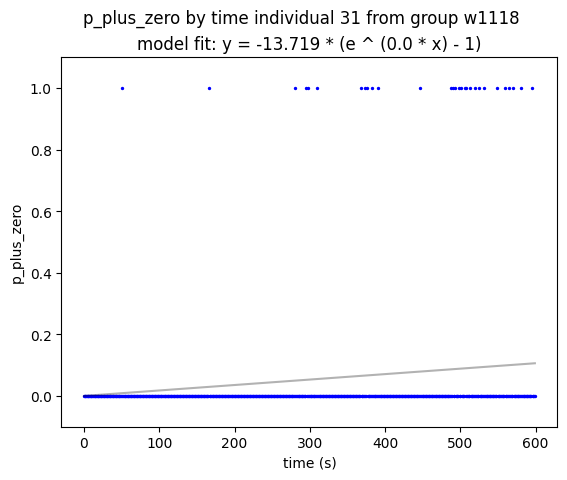 p_plus_zero by time individual 31 from group w1118
model fit: y = -13.719 * (e ^ (0.0 * x) - 1)
1.0
0.8
0.6
0.4
0.2
0.0
p_plus_zero
0 100 200 300 400 500 600
time (s)